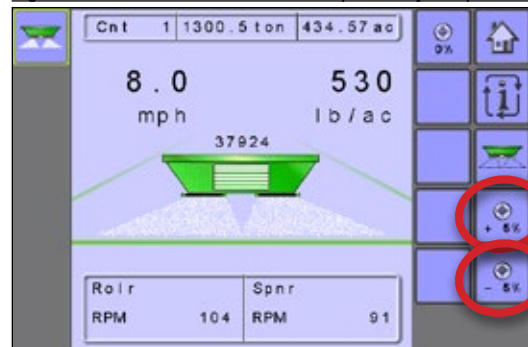 Cnt 1 1300.5 ton 434.57 ac
0%
8.0 530
mph lb/ac
37924
+ 5%
- 5%
Rolr Spnr
RPM 104 RPM 91